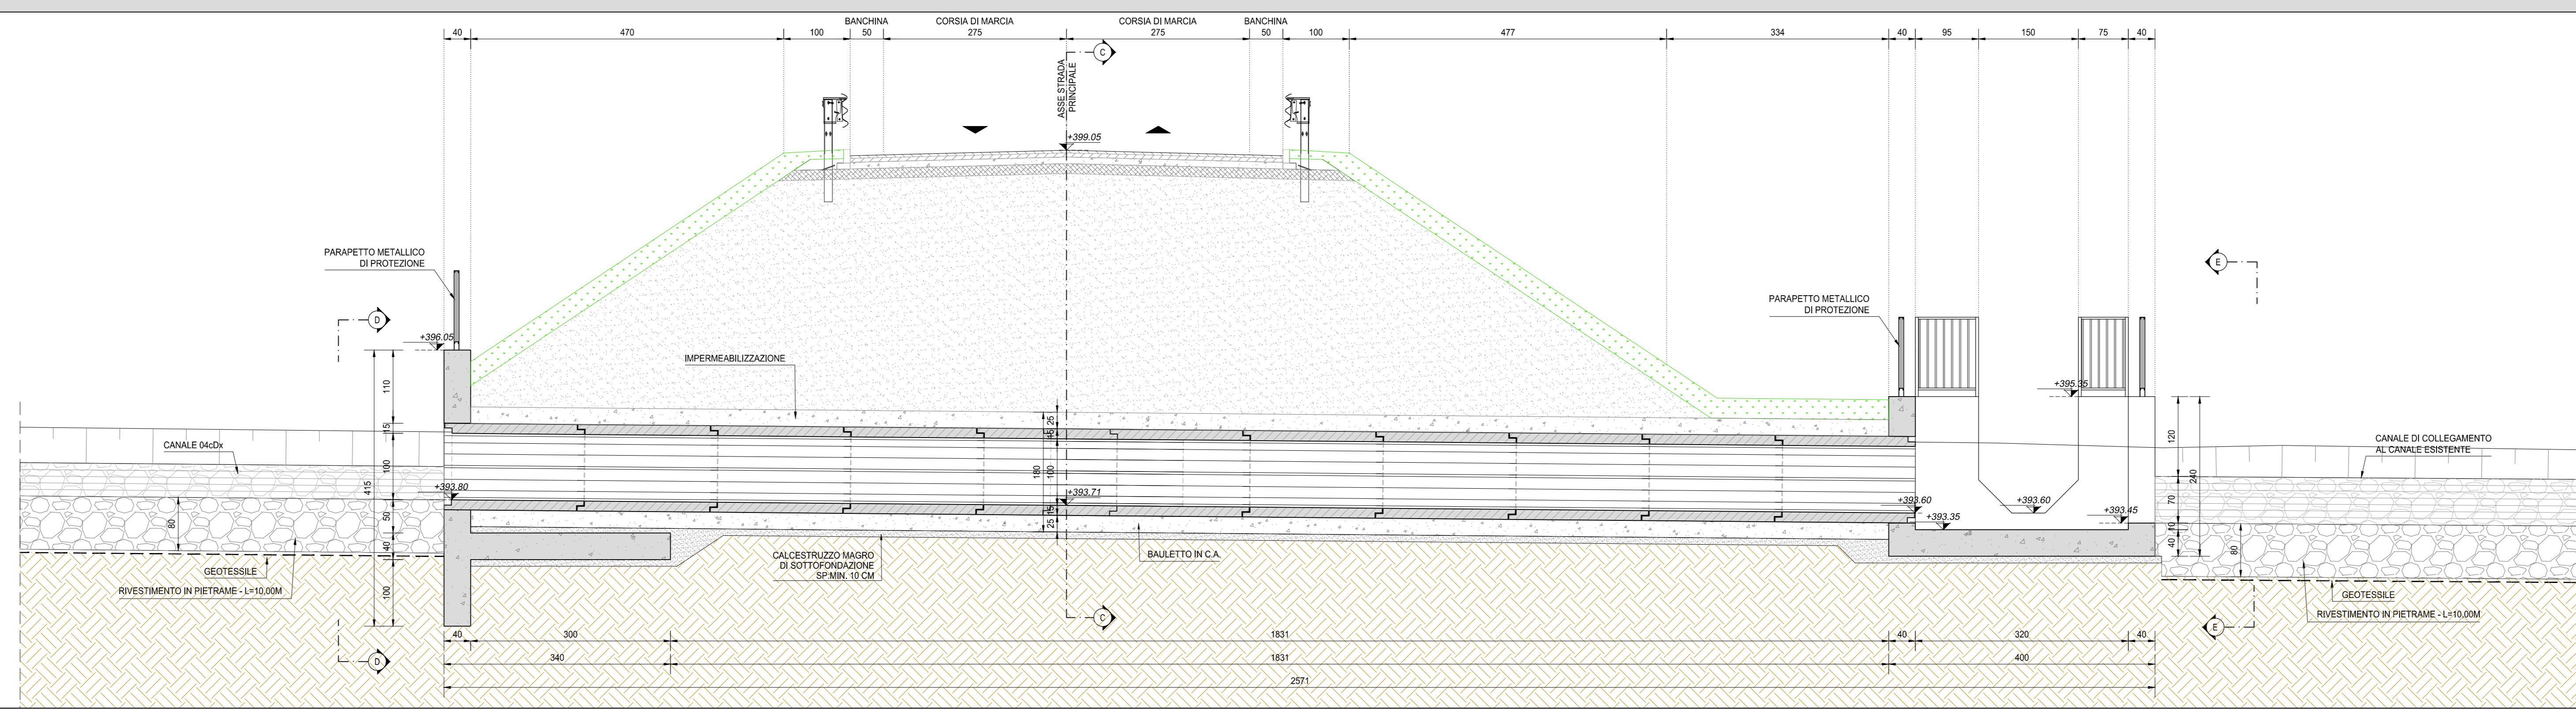 BANCHINA
CORSIA DI MARCIA
CORSIA DI MARCIA
BANCHINA
40 470 100 50 275 275 50 100 477 334 40 95 150 75 40
C
ASSE STRADA
PRINCIPALE
+399.05
PARAPETTO METALLICO
DI PROTEZIONE
E
PARAPETTO METALLICO
DI PROTEZIONE
D
+396.05
IMPERMEABILIZZAZIONE
+395.35
110
15
100
50
40
100
415
CANALE 04cDx
+393.80
80
GEOTESSILE
RIVESTIMENTO IN PIETRAME - L=10,00M
25
15
100
15
25
180
+393.71
CALCESTRUZZO MAGRO
DI SOTTOFONDAZIONE
SP.MIN. 10 CM
BAULETTO IN C.A.
+393.60
+393.35
+393.60
+393.45
120
70
10
40
240
80
CANALE DI COLLEGAMENTO
AL CANALE ESISTENTE
GEOTESSILE
RIVESTIMENTO IN PIETRAME - L=10,00M
C
E
D
40 300 1831 40 320 40
340 1831 400
2571